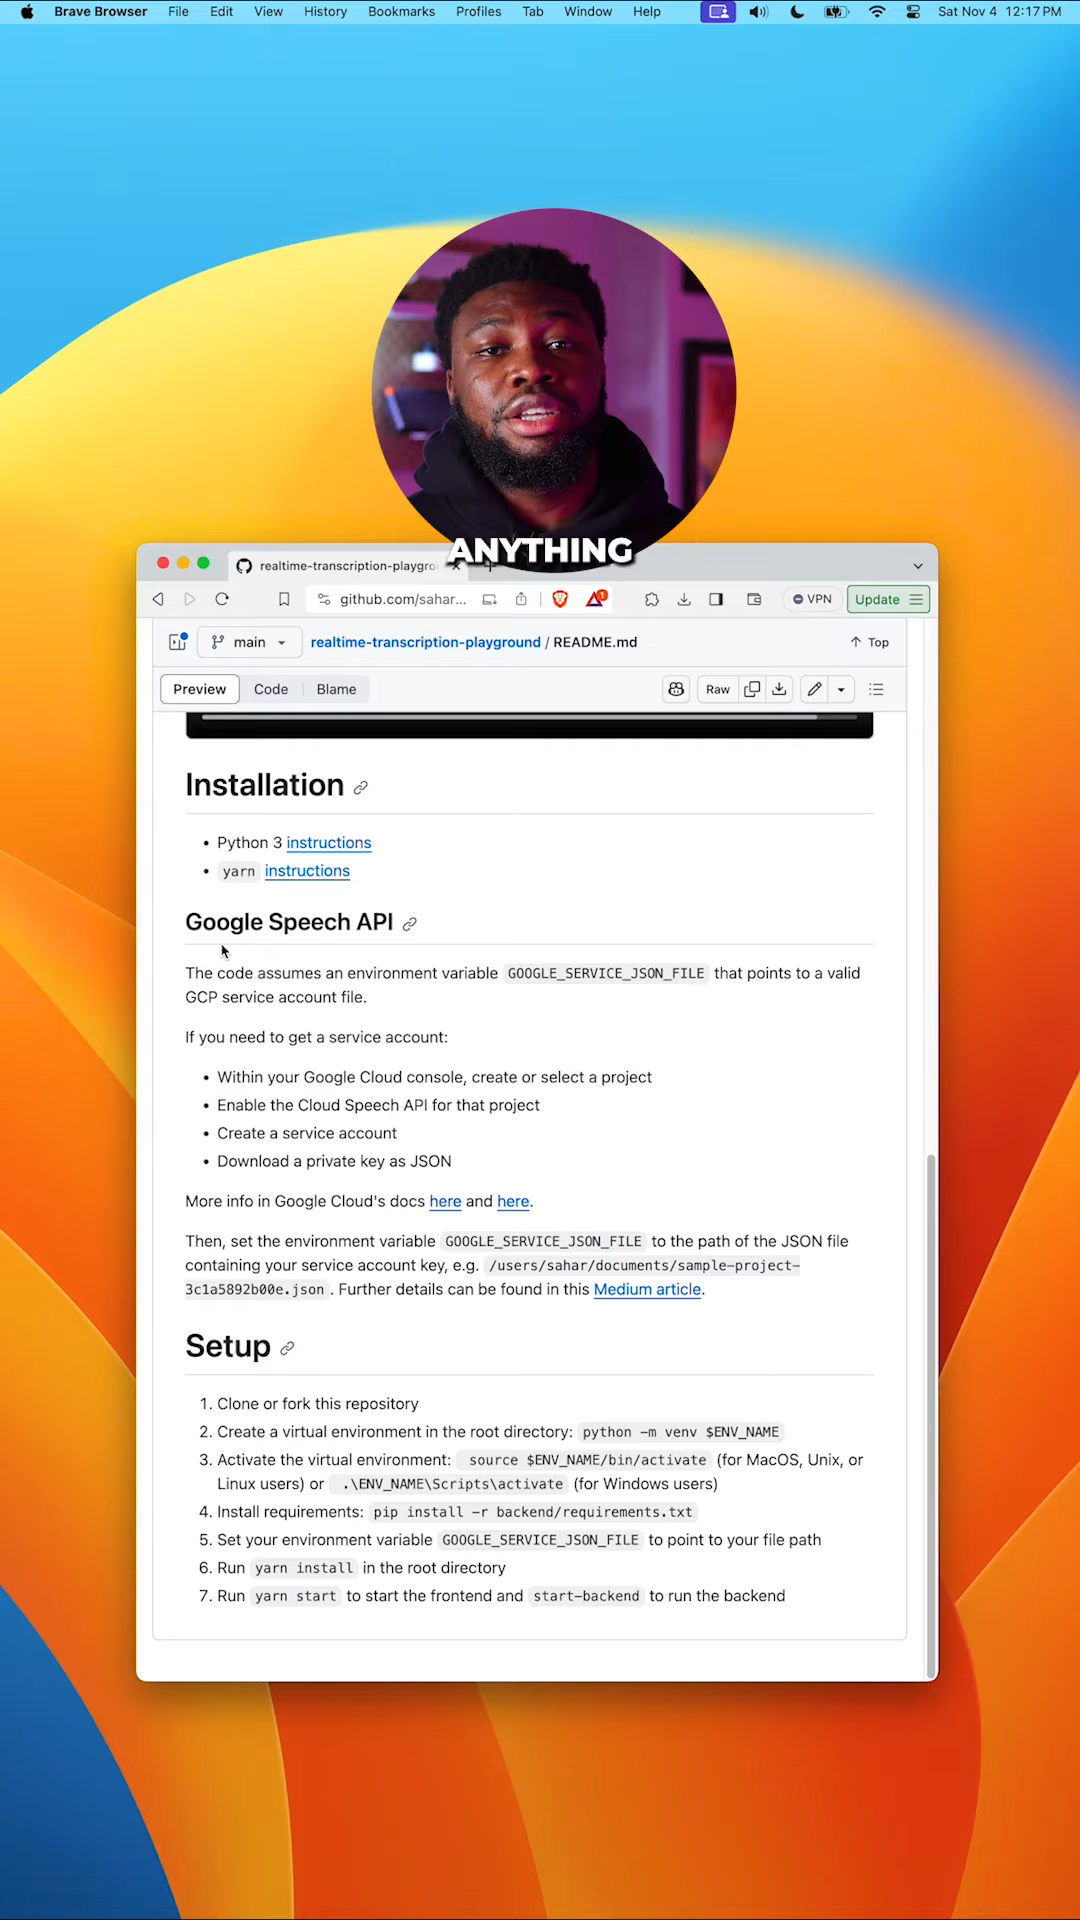 Brave Browser File Edit View History Bookmarks Profiles Tab Window Help Sat Nov 4 12:17 PM
ANYTHING
realtime-transcription-playgro
github.com/sahar... 1 VPN Update
main realtime-transcription-playground / README.md Top
Preview Code Blame Raw
Installation
• Python 3 instructions
• yarn instructions
Google Speech API
The code assumes an environment variable GOOGLE_SERVICE_JSON_FILE that points to a valid
GCP service account file.
If you need to get a service account:
• Within your Google Cloud console, create or select a project
• Enable the Cloud Speech API for that project
• Create a service account
• Download a private key as JSON
More info in Google Cloud's docs here and here.
Then, set the environment variable GOOGLE_SERVICE_JSON_FILE to the path of the JSON file
containing your service account key, e.g. /users/sahar/documents/sample-project-
3c1a5892b00e.json . Further details can be found in this Medium article.
Setup
1. Clone or fork this repository
2. Create a virtual environment in the root directory: python -m venv $ENV_NAME
3. Activate the virtual environment: source $ENV_NAME/bin/activate (for MacOS, Unix, or
Linux users) or .\ENV_NAME\Scripts\activate (for Windows users)
4. Install requirements: pip install -r backend/requirements.txt
5. Set your environment variable GOOGLE_SERVICE_JSON_FILE to point to your file path
6. Run yarn install in the root directory
7. Run yarn start to start the frontend and start-backend to run the backend